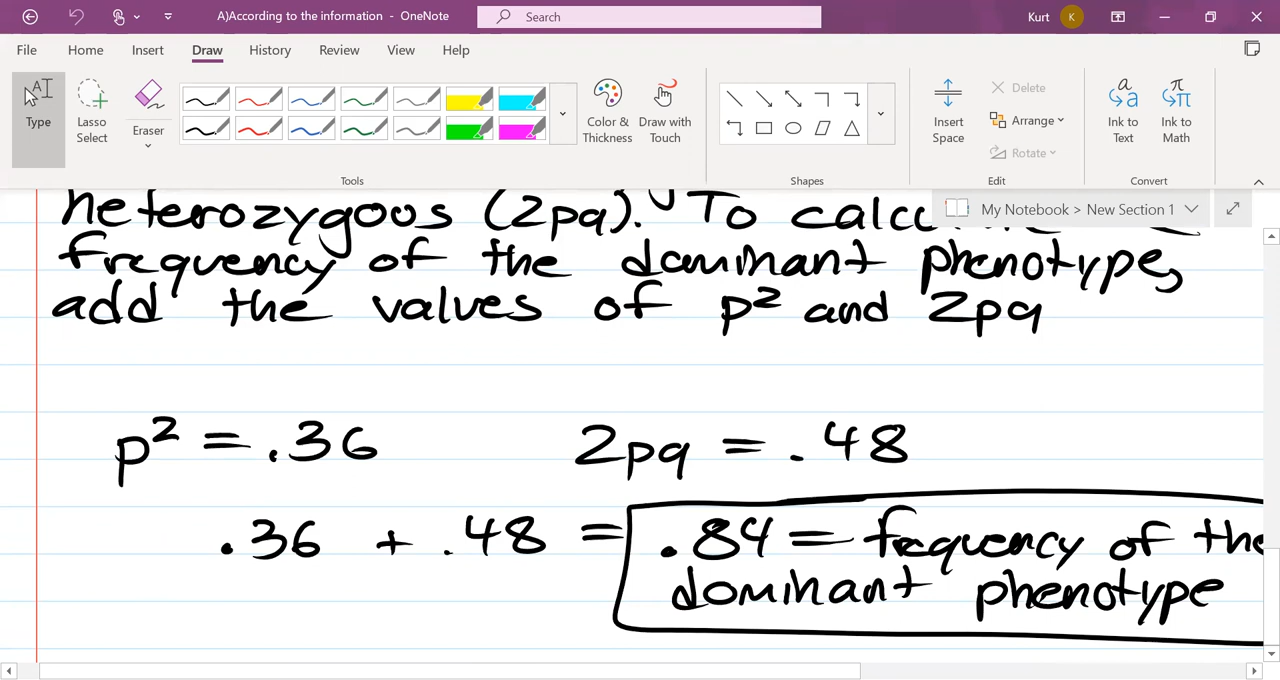 A)According to the information - OneNote
Search
Kurt K
File Home Insert Draw History Review View Help
Type
Lasso Select
Eraser
Color & Thickness
Draw with Touch
Insert Space
Delete
Arrange
Rotate
Ink to Text
Ink to Math
Tools Shapes Edit Convert
My Notebook > New Section 1
heterozygous (2pq). To
frequency of the dominant phenotype,
add the values of p² and 2pq
p² = .36 2pq = .48
.36 + .48 = .84 = frequency of the
dominant phenotype